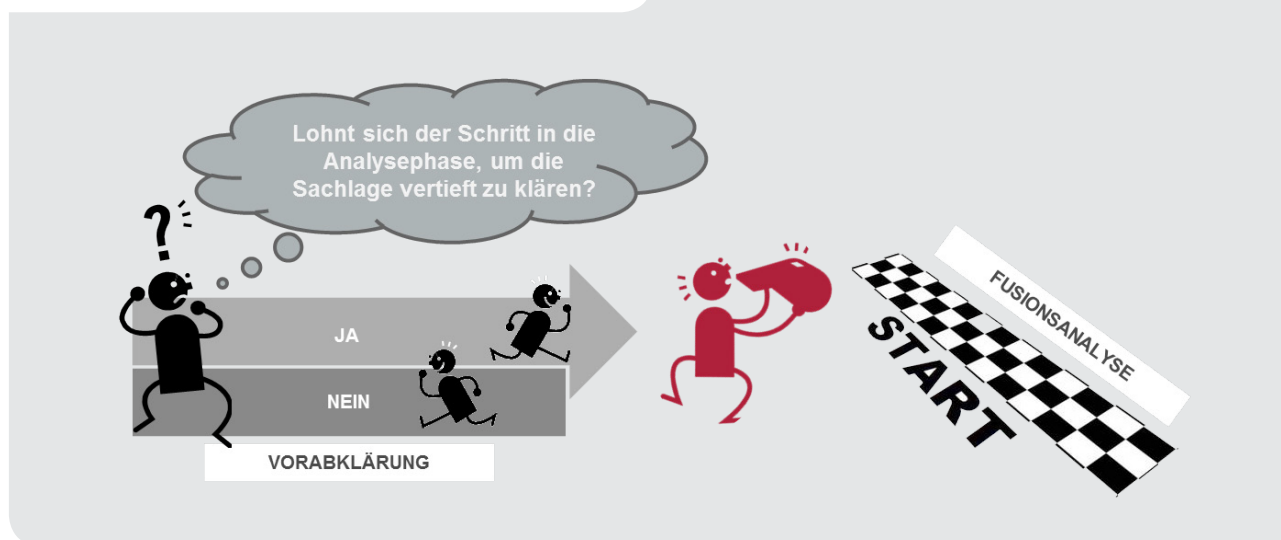 Lohnt sich der Schritt in die
Analysephase, um die
Sachlage vertieft zu klären?
?
JA
NEIN
VORABKLÄRUNG
START
FUSIONSANALYSE